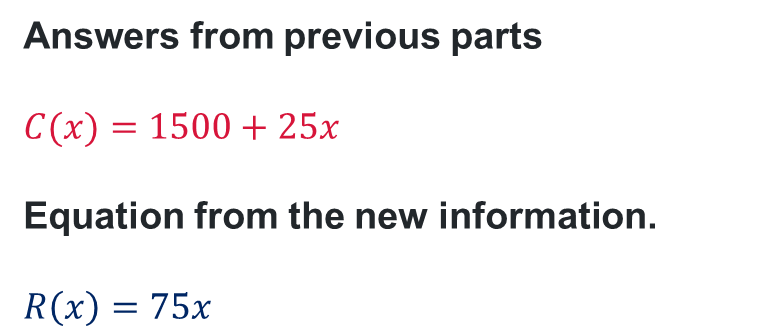 Answers from previous parts
C(x) = 1500 + 25x
Equation from the new information.
R(x) = 75x